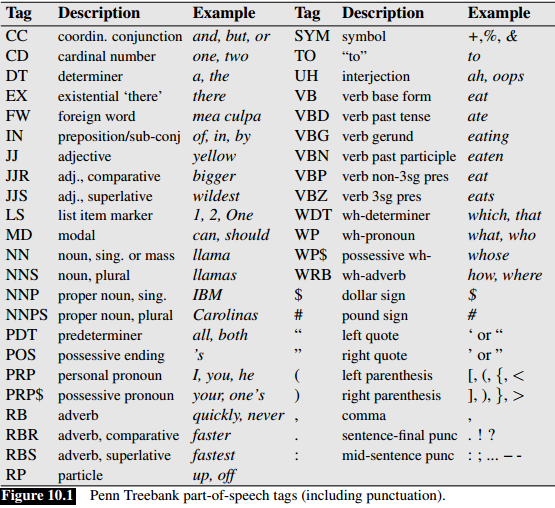 Tag Description Example Tag Description Example
CC coordin. conjunction and, but, or SYM symbol +,%, &
CD cardinal number one, two TO “to” to
DT determiner a, the UH interjection ah, oops
EX existential ‘there’ there VB verb base form eat
FW foreign word mea culpa VBD verb past tense ate
IN preposition/sub-conj of, in, by VBG verb gerund eating
JJ adjective yellow VBN verb past participle eaten
JJR adj., comparative bigger VBP verb non-3sg pres eat
JJS adj., superlative wildest VBZ verb 3sg pres eats
LS list item marker 1, 2, One WDT wh-determiner which, that
MD modal can, should WP wh-pronoun what, who
NN noun, sing. or mass llama WP$ possessive wh- whose
NNS noun, plural llamas WRB wh-adverb how, where
NNP proper noun, sing. IBM $ dollar sign $
NNPS proper noun, plural Carolinas # pound sign #
PDT predeterminer all, both “ left quote ‘ or “
POS possessive ending ’s ” right quote ’ or ”
PRP personal pronoun I, you, he ( left parenthesis [, (, {, <
PRP$ possessive pronoun your, one’s ) right parenthesis ], ), }, >
RB adverb quickly, never , comma ,
RBR adverb, comparative faster . sentence-final punc . ! ?
RBS adverb, superlative fastest : mid-sentence punc : ; ... – -
RP particle up, off
Figure 10.1 Penn Treebank part-of-speech tags (including punctuation).